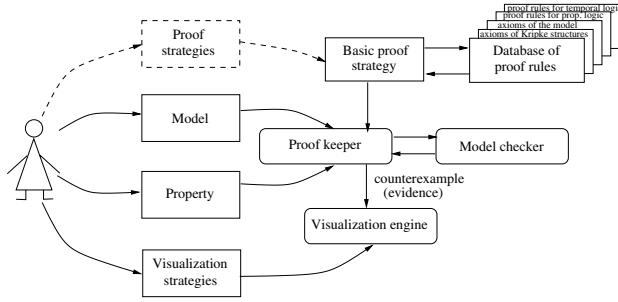 proof rules for temporal logic
proof rules for prop. logic
axioms of the model
axioms of Kripke structures
Proof
strategies
Basic proof
strategy
Database of
proof rules
Model
Proof keeper
Model checker
Property
counterexample
(evidence)
Visualization engine
Visualization
strategies